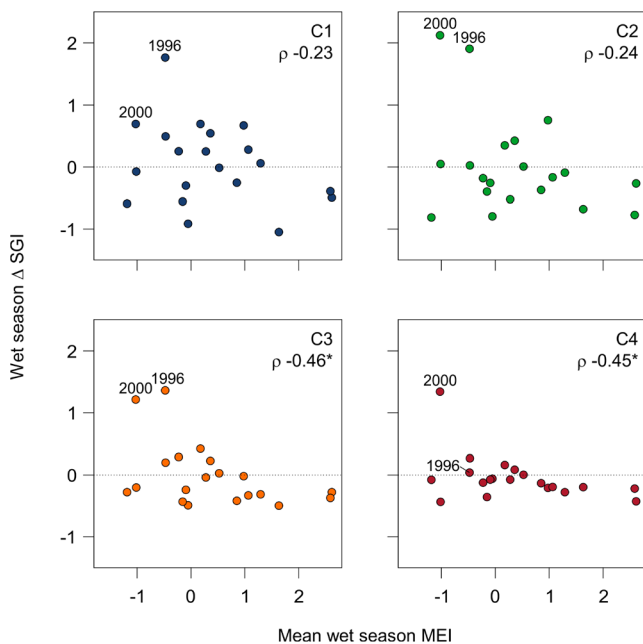 Wet season Δ SGI
2
1
0
-1
1996
2000
C1
ρ -0.23
2000
1996
C2
ρ -0.24
2
1
0
-1
1996
2000
C3
ρ -0.46*
2000
1996
C4
ρ -0.45*
-1 0 1 2
-1 0 1 2
Mean wet season MEI